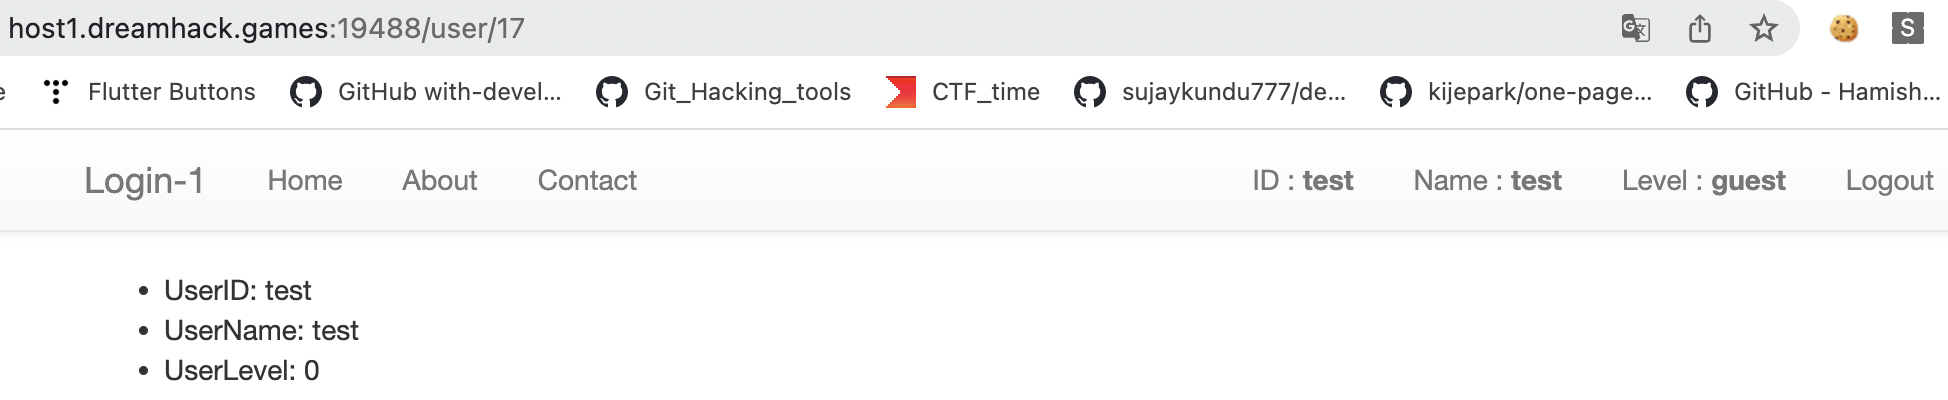 host1.dreamhack.games:19488/user/17 S
e Flutter Buttons GitHub with-devel... Git_Hacking_tools CTF_time sujaykundu777/de... kijepark/one-page... GitHub - Hamish...
Login-1 Home About Contact ID : test Name : test Level : guest Logout
• UserID: test
• UserName: test
• UserLevel: 0